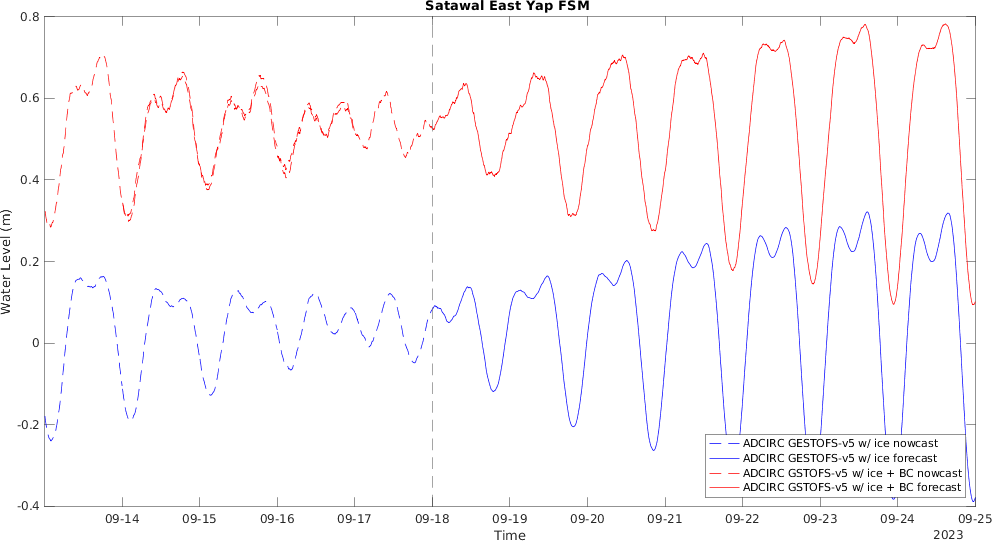 Satawal East Yap FSM
Water Level (m)
0.8
0.6
0.4
0.2
0
-0.2
-0.4
ADCIRC GESTOFS-v5 w/ ice nowcast
ADCIRC GESTOFS-v5 w/ ice forecast
ADCIRC GSTOFS-v5 w/ ice + BC nowcast
ADCIRC GSTOFS-v5 w/ ice + BC forecast
09-14 09-15 09-16 09-17 09-18 09-19 09-20 09-21 09-22 09-23 09-24 09-25
Time
2023